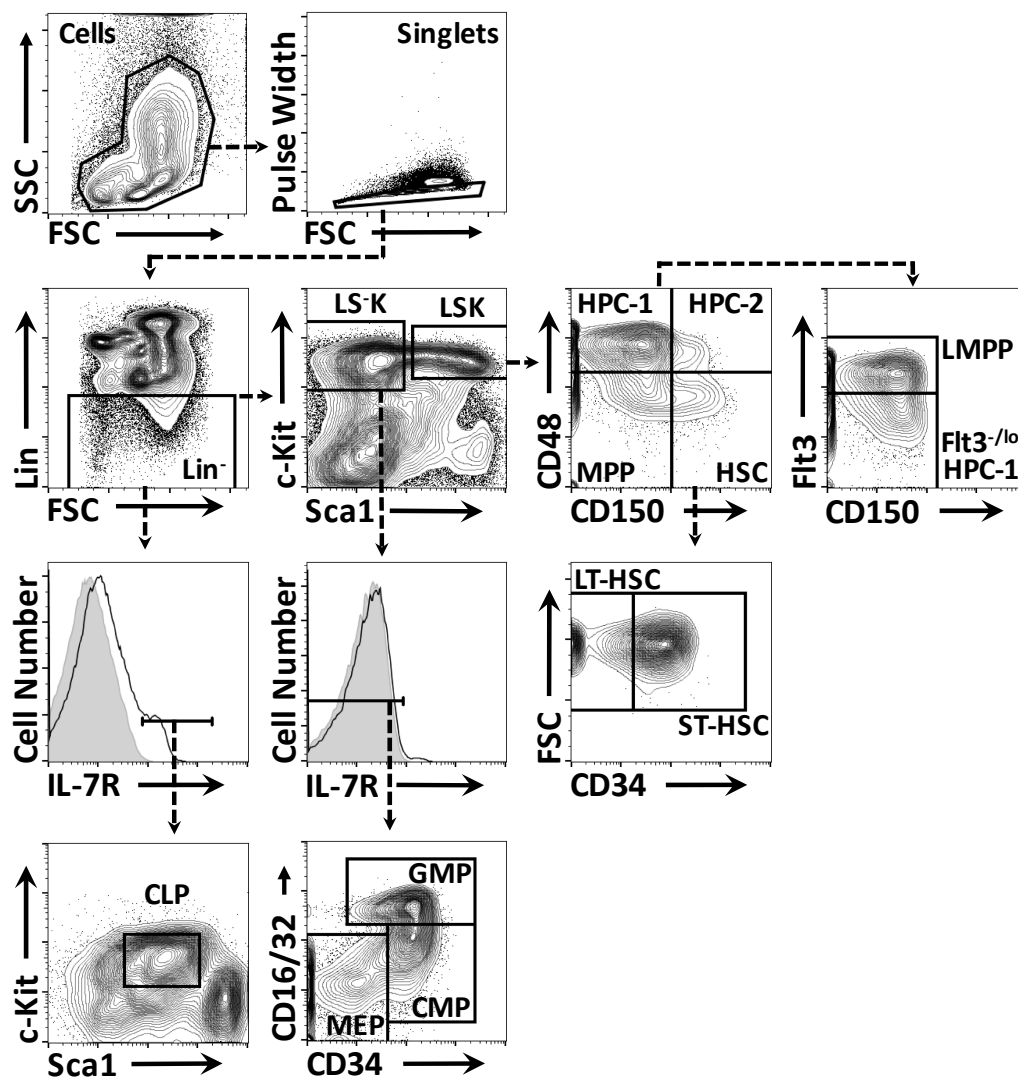 Cells
SSC
FSC
Singlets
Pulse Width
FSC
Lin
Lin⁻
FSC
LS⁻K
LSK
c-Kit
Sca1
HPC-1
HPC-2
CD48
MPP
HSC
CD150
LMPP
Flt3
Flt3⁻/ˡᵒ
HPC-1
CD150
Cell Number
IL-7R
Cell Number
IL-7R
LT-HSC
FSC
ST-HSC
CD34
CLP
c-Kit
Sca1
GMP
CD16/32
CMP
MEP
CD34